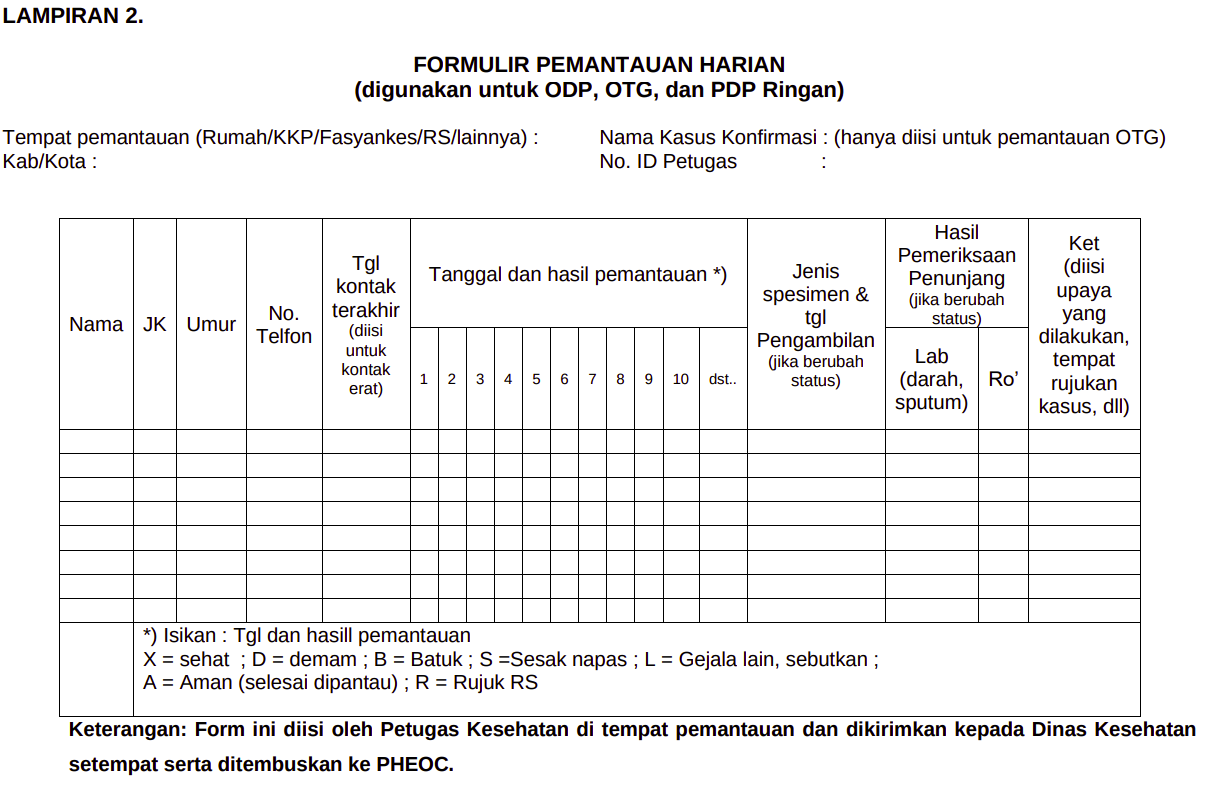 LAMPIRAN 2.
FORMULIR PEMANTAUAN HARIAN
(digunakan untuk ODP, OTG, dan PDP Ringan)
Tempat pemantauan (Rumah/KKP/Fasyankes/RS/lainnya) :
Kab/Kota :
Nama Kasus Konfirmasi : (hanya diisi untuk pemantauan OTG)
No. ID Petugas :
Nama
JK
Umur
No.
Telfon
Tgl
kontak
terakhir
(diisi
untuk
kontak
erat)
Tanggal dan hasil pemantauan *)
1 2 3 4 5 6 7 8 9 10 dst..
Jenis
spesimen &
tgl
Pengambilan
(jika berubah
status)
Hasil
Pemeriksaan
Penunjang
(jika berubah
status)
Lab
(darah,
sputum)
Ro’
Ket
(diisi
upaya
yang
dilakukan,
tempat
rujukan
kasus, dll)
*) Isikan : Tgl dan hasill pemantauan
X = sehat ; D = demam ; B = Batuk ; S =Sesak napas ; L = Gejala lain, sebutkan ;
A = Aman (selesai dipantau) ; R = Rujuk RS
Keterangan: Form ini diisi oleh Petugas Kesehatan di tempat pemantauan dan dikirimkan kepada Dinas Kesehatan
setempat serta ditembuskan ke PHEOC.